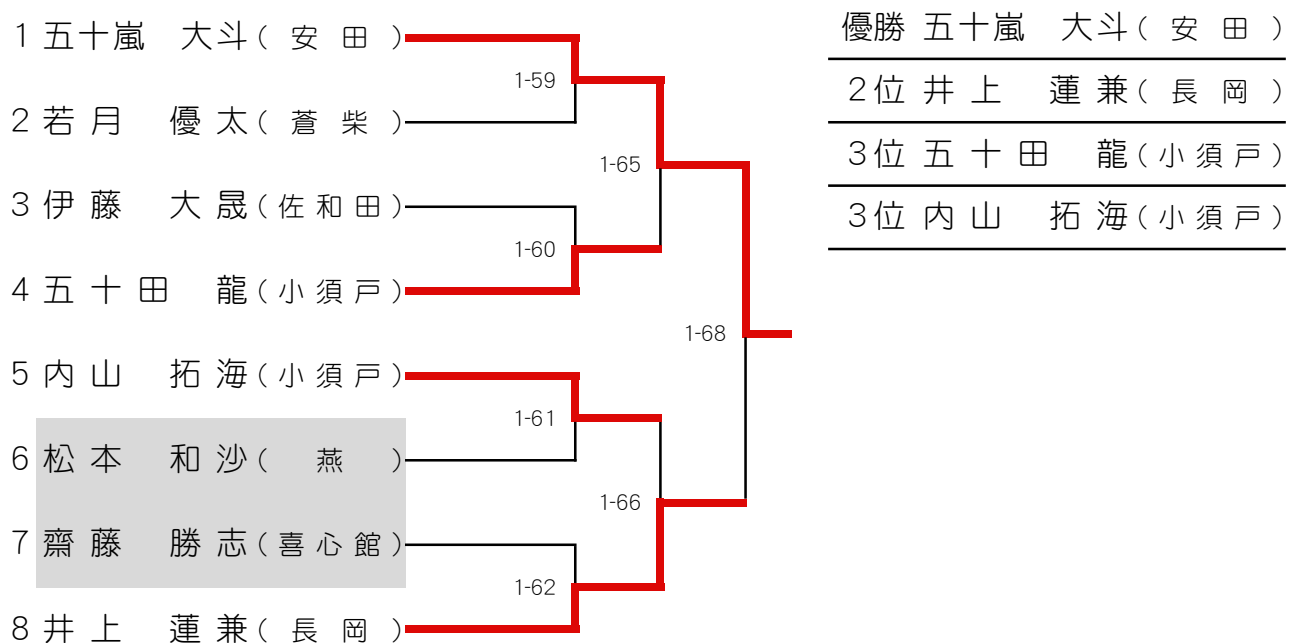 1 五十嵐 大斗(安田)
1-59
2 若月 優太(蒼柴)
1-65
3 伊藤 大晟(佐和田)
1-60
4 五十田 龍(小須戸)
1-68
5 内山 拓海(小須戸)
1-61
6 松本 和沙(燕)
1-66
7 齋藤 勝志(喜心館)
1-62
8 井上 蓮兼(長岡)
優勝 五十嵐 大斗(安田)
2位 井上 蓮兼(長岡)
3位 五十田 龍(小須戸)
3位 内山 拓海(小須戸)